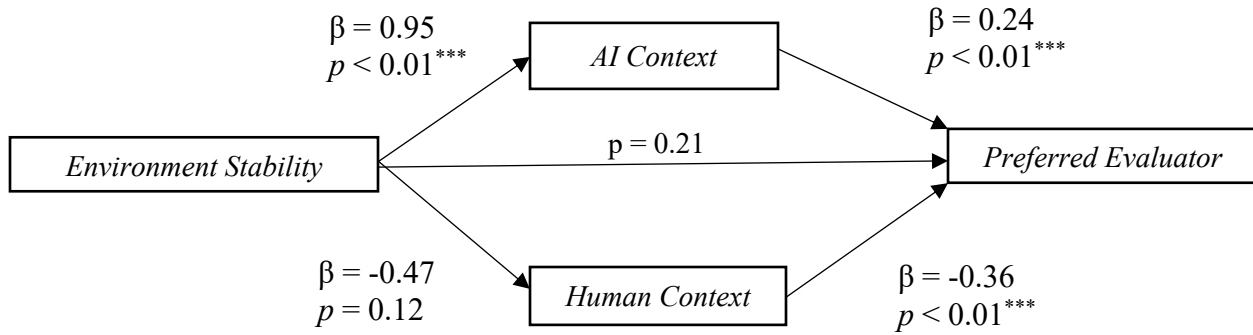 β = 0.95
p < 0.01***
AI Context
β = 0.24
p < 0.01***
Environment Stability
p = 0.21
Preferred Evaluator
β = -0.47
p = 0.12
Human Context
β = -0.36
p < 0.01***